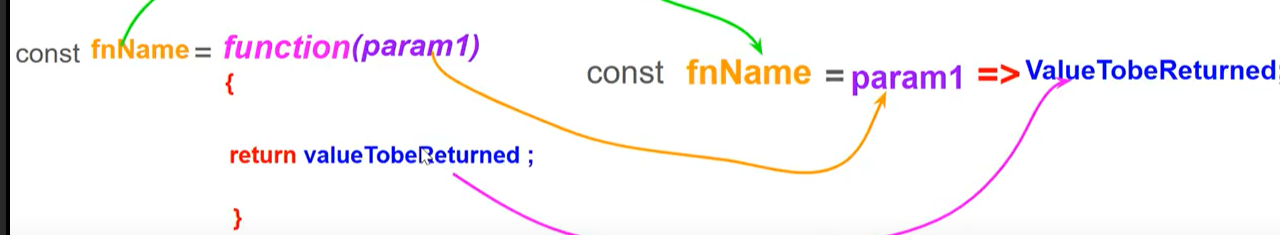 const fnName = function(param1)
{
return valueTobeReturned ;
}
const fnName = param1 => ValueTobeReturned;